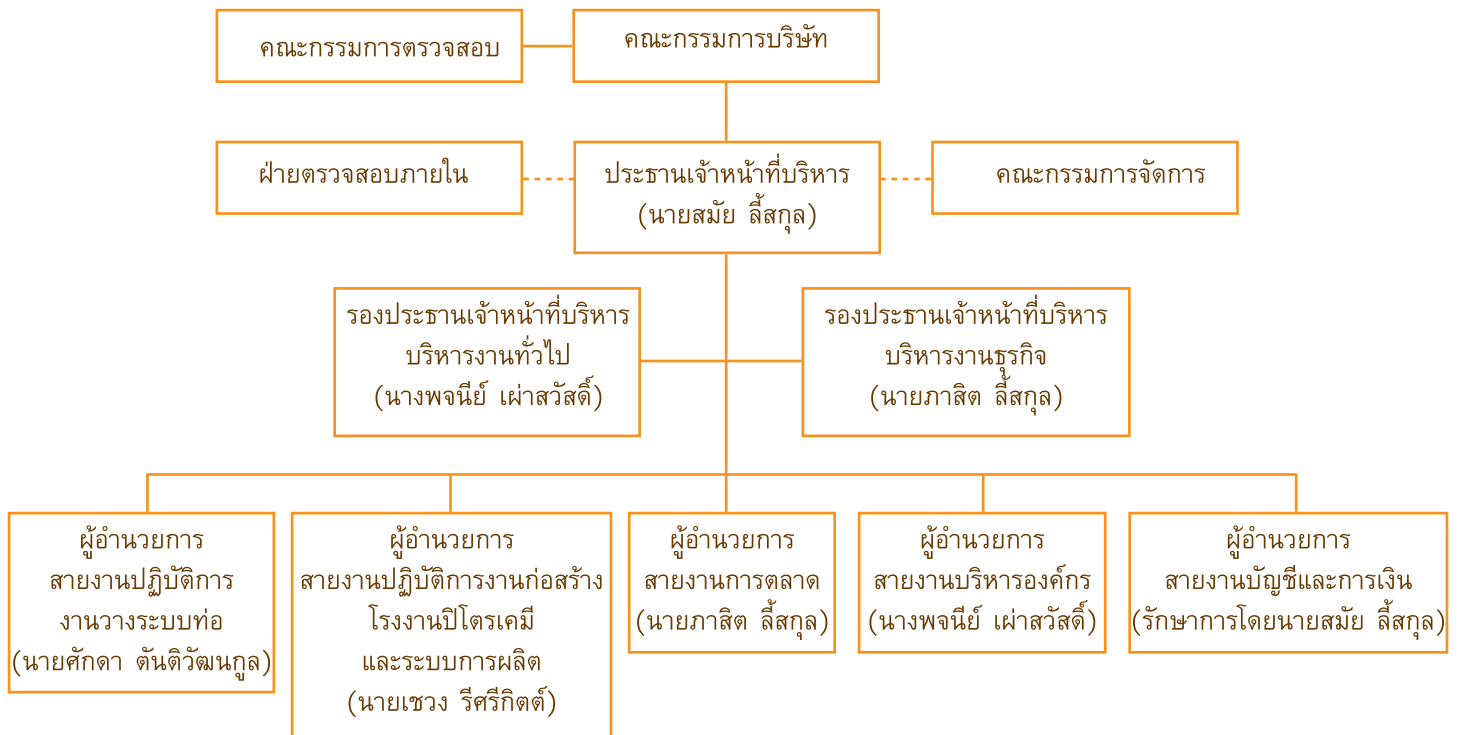 คณะกรรมการตรวจสอบ
คณะกรรมการบริษัท
ฝ่ายตรวจสอบภายใน
ประธานเจ้าหน้าที่บริหาร
(นายสมัย ลี้สกุล)
คณะกรรมการจัดการ
รองประธานเจ้าหน้าที่บริหาร
บริหารงานทั่วไป
(นางพจนีย์ เผ่าสวัสดิ์)
รองประธานเจ้าหน้าที่บริหาร
บริหารงานธุรกิจ
(นายภาสิต ลี้สกุล)
ผู้อำนวยการ
สายงานปฏิบัติการ
งานวางระบบท่อ
(นายศักดา ตันติวัฒนกูล)
ผู้อำนวยการ
สายงานปฏิบัติการงานก่อสร้าง
โรงงานปิโตรเคมี
และระบบการผลิต
(นายเชวง รีศรีกิตต์)
ผู้อำนวยการ
สายงานการตลาด
(นายภาสิต ลี้สกุล)
ผู้อำนวยการ
สายงานบริหารองค์กร
(นางพจนีย์ เผ่าสวัสดิ์)
ผู้อำนวยการ
สายงานบัญชีและการเงิน
(รักษาการโดยนายสมัย ลี้สกุล)